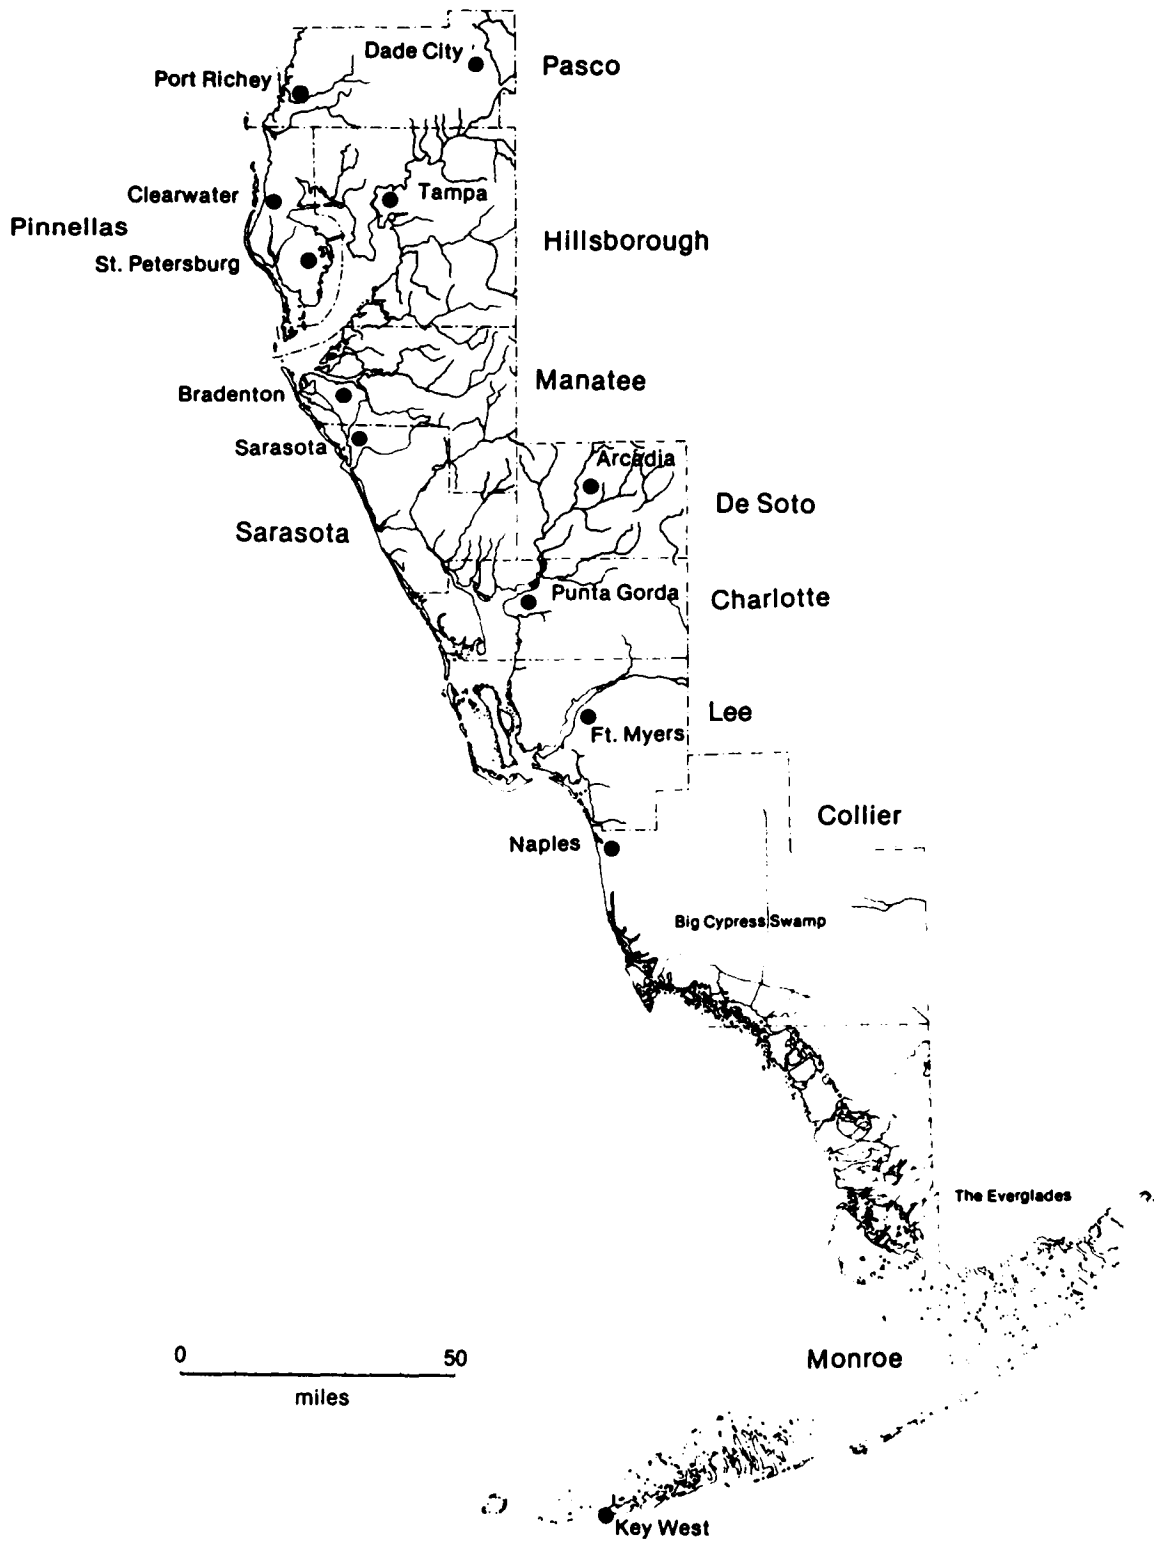 Dade City
Pasco
Port Richey
Clearwater
Tampa
Pinnellas
Hillsborough
St. Petersburg
Manatee
Bradenton
Sarasota
Arcadia
De Soto
Sarasota
Punta Gorda
Charlotte
Lee
Ft. Myers
Collier
Naples
Big Cypress Swamp
The Everglades
0 50
miles
Monroe
Key West